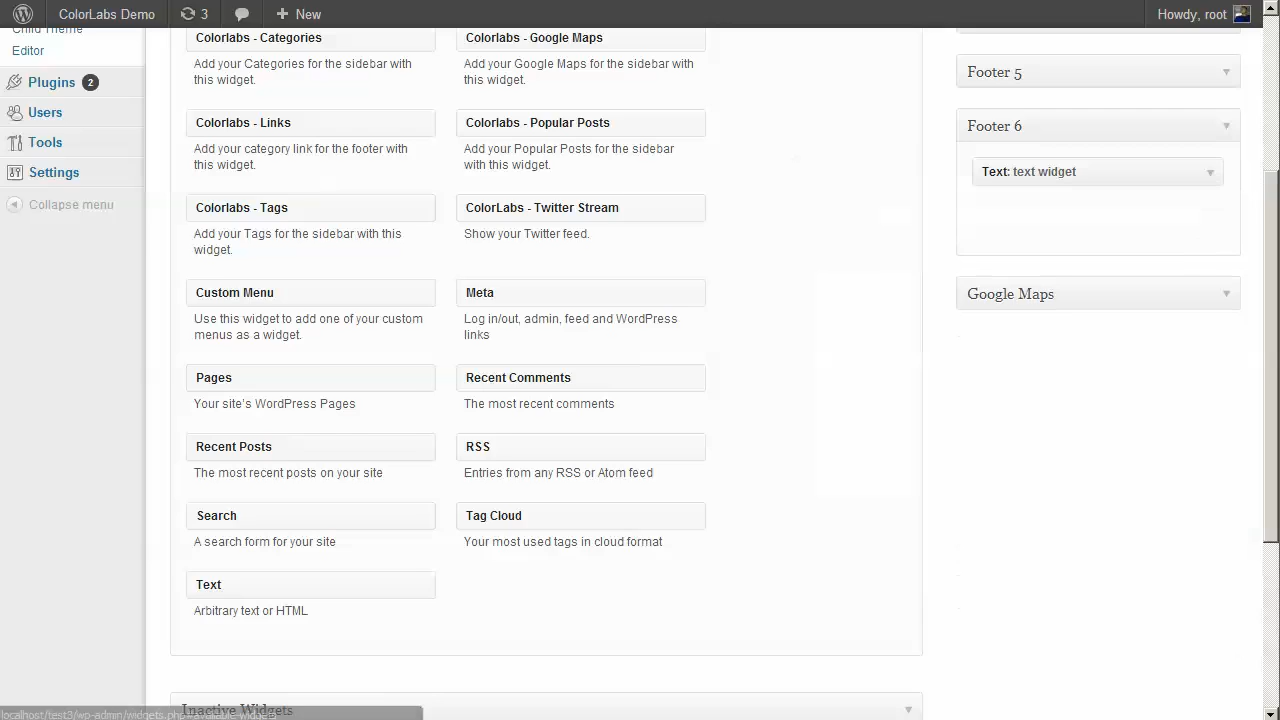 ColorLabs Demo
3
New
Howdy, root
Child Theme
Editor
Plugins 2
Users
Tools
Settings
Collapse menu
Colorlabs - Categories
Add your Categories for the sidebar with
this widget.
Colorlabs - Google Maps
Add your Google Maps for the sidebar
with this widget.
Colorlabs - Links
Add your category link for the footer with
this widget.
Colorlabs - Popular Posts
Add your Popular Posts for the sidebar
with this widget.
Colorlabs - Tags
Add your Tags for the sidebar with this
widget.
ColorLabs - Twitter Stream
Show your Twitter feed.
Custom Menu
Use this widget to add one of your custom
menus as a widget.
Meta
Log in/out, admin, feed and WordPress
links
Pages
Your site's WordPress Pages
Recent Comments
The most recent comments
Recent Posts
The most recent posts on your site
RSS
Entries from any RSS or Atom feed
Search
A search form for your site
Tag Cloud
Your most used tags in cloud format
Text
Arbitrary text or HTML
Inactive Widgets
Footer 5
Footer 6
Text: text widget
Google Maps
localhost/test3/wp-admin/widgets.php#available-widgets